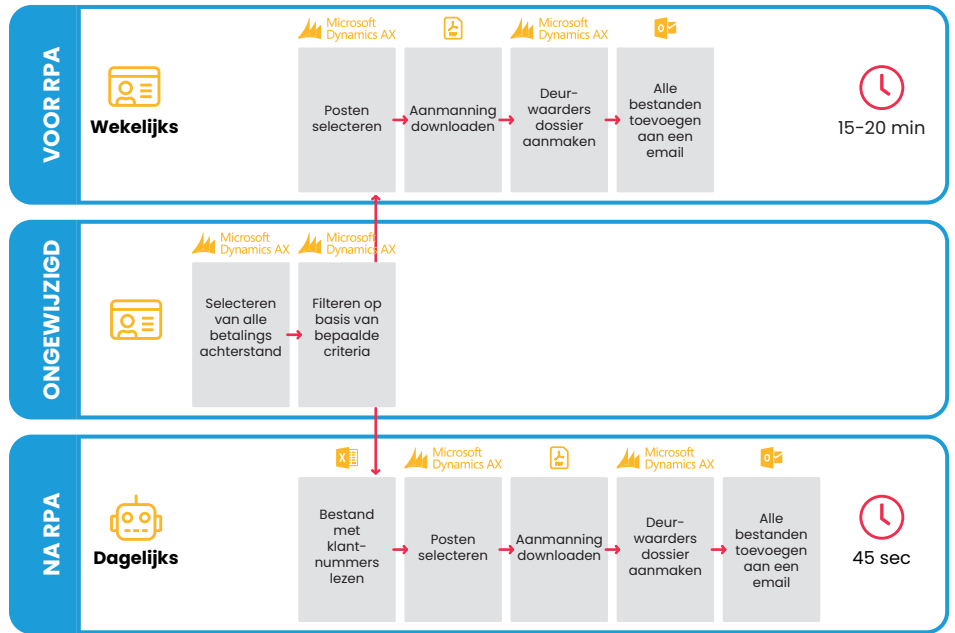 VOOR RPA
Wekelijks
Microsoft
Dynamics AX
Posten
selecteren
PDF
Aanmanning
downloaden
Microsoft
Dynamics AX
Deur-
waarders
dossier
aanmaken
Alle
bestanden
toevoegen
aan een
email
15-20 min
ONGEWIJZIGD
Microsoft
Dynamics AX
Selecteren
van alle
betalings
achterstand
Microsoft
Dynamics AX
Filteren op
basis van
bepaalde
criteria
NA RPA
Dagelijks
X
Bestand
met
klant-
nummers
lezen
Microsoft
Dynamics AX
Posten
selecteren
PDF
Aanmanning
downloaden
Microsoft
Dynamics AX
Deur-
waarders
dossier
aanmaken
Alle
bestanden
toevoegen
aan een
email
45 sec